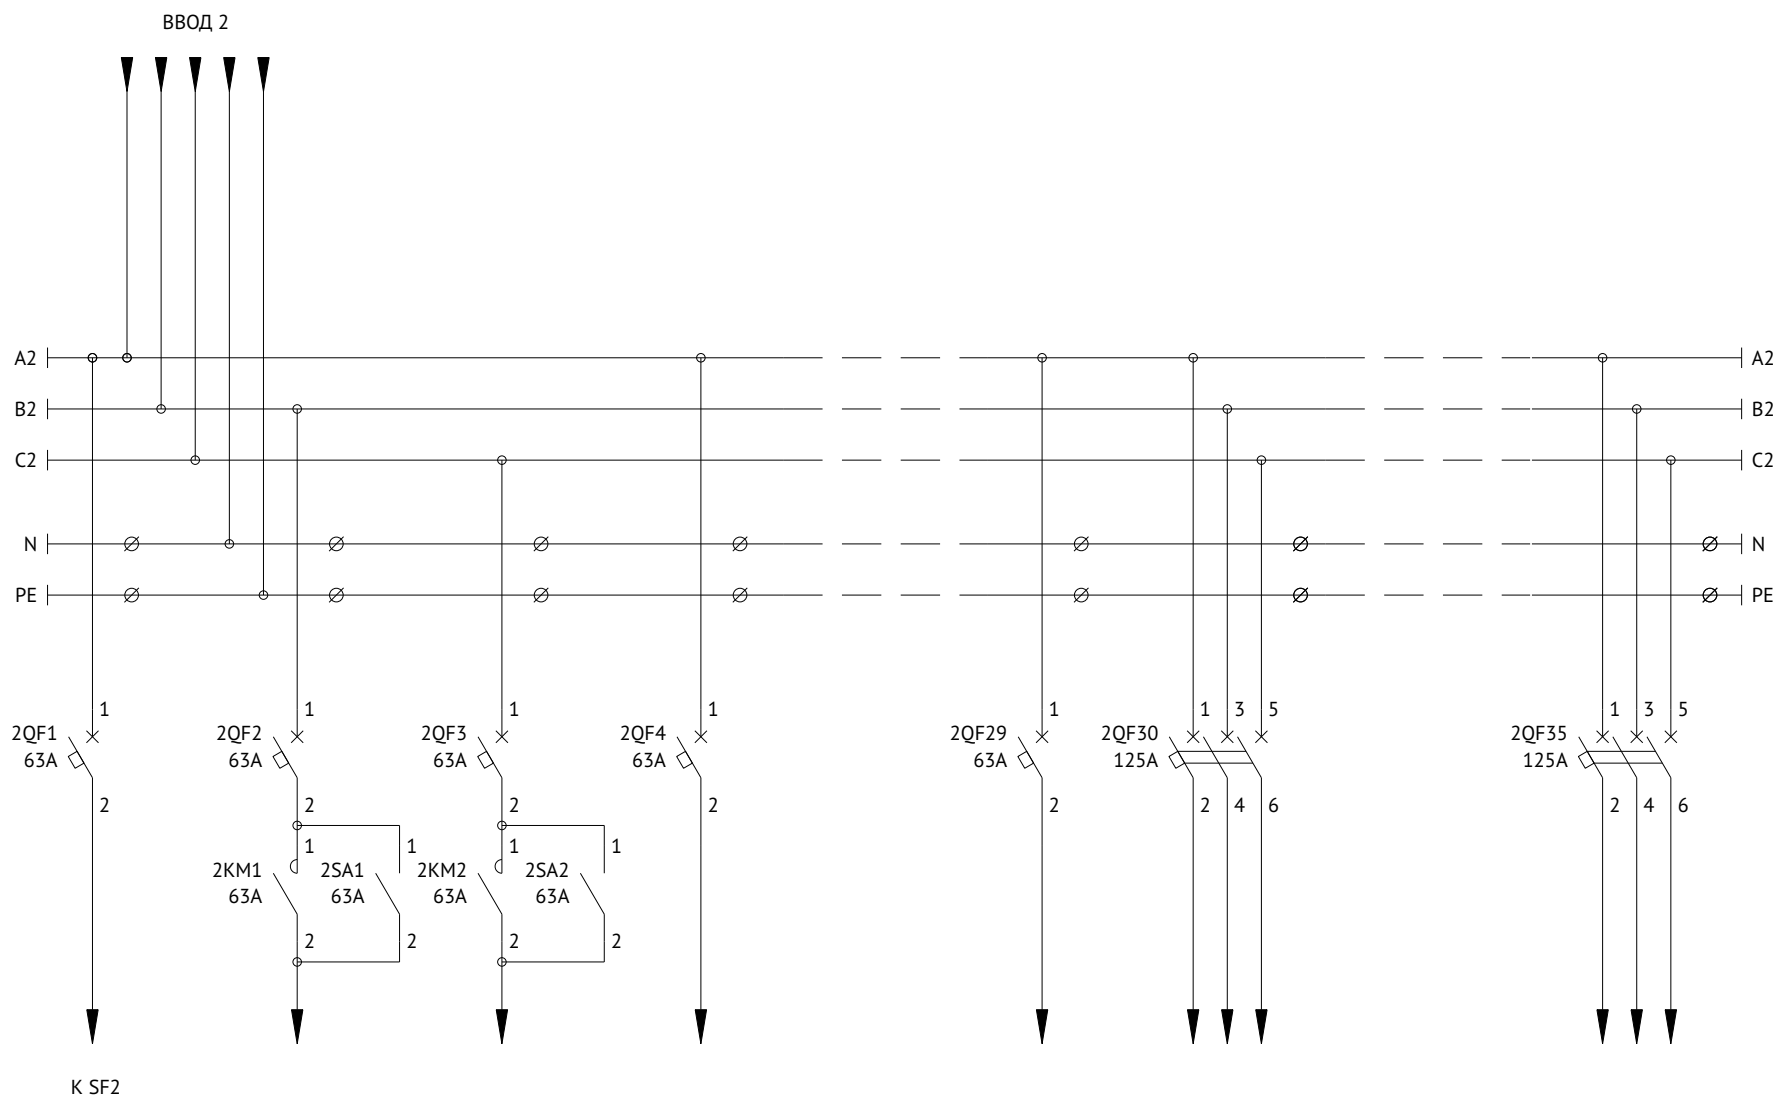 ВВОД 2
A2 A2
B2 B2
C2 C2
N N
PE PE
1 1 1 1 1 1 3 5 1 3 5
2QF1 2QF2 2QF3 2QF4 2QF29 2QF30 2QF35
63A 63A 63A 63A 63A 125A 125A
2 2 2 2 2 2 4 6 2 4 6
1 1 1 1
2KM1 2SA1 2KM2 2SA2
63A 63A 63A 63A
2 2 2 2
К SF2